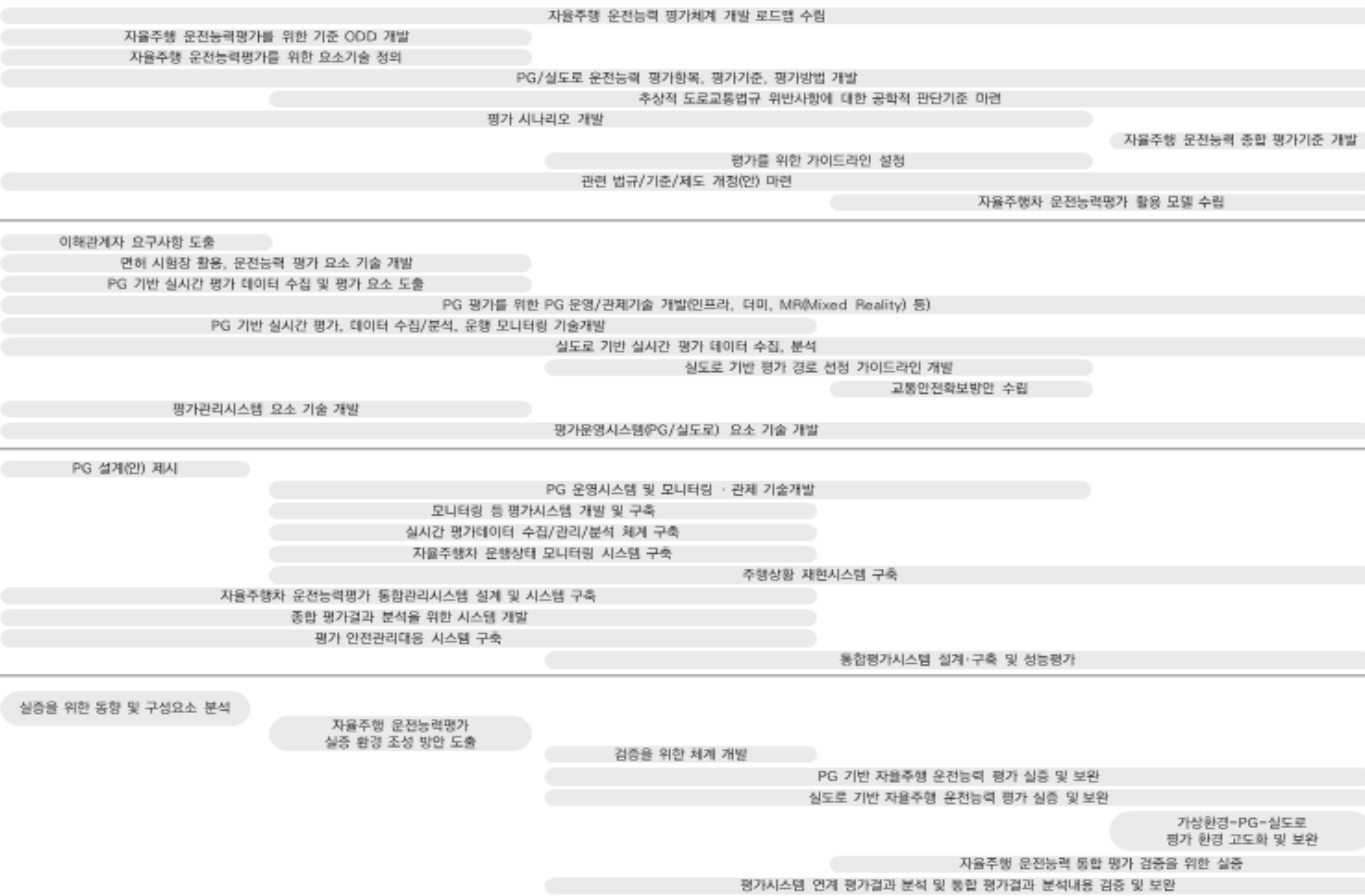 자율주행 운전능력 평가체계 개발 로드맵 수립
자율주행 운전능력평가를 위한 기준 ODD 개발
자율주행 운전능력평가를 위한 요소기술 정의
PG/실도로 운전능력 평가항목, 평가기준, 평가방법 개발
추상적 도로교통법규 위반사항에 대한 공학적 판단기준 마련
평가 시나리오 개발
자율주행 운전능력 종합 평가기준 개발
평가를 위한 가이드라인 설정
관련 법규/기준/제도 개정(안) 마련
자율주행차 운전능력평가 활용 모델 수립
이해관계자 요구사항 도출
면허 시험장 활용, 운전능력 평가 요소 기술 개발
PG 기반 실시간 평가 데이터 수집 및 평가 요소 도출
PG 평가를 위한 PG 운영/관제기술 개발(인프라, 더미, MR(Mixed Reality) 등)
PG 기반 실시간 평가, 데이터 수집/분석, 운행 모니터링 기술개발
실도로 기반 실시간 평가 데이터 수집, 분석
실도로 기반 평가 경로 선정 가이드라인 개발
교통안전확보방안 수립
평가관리시스템 요소 기술 개발
평가운영시스템(PG/실도로) 요소 기술 개발
PG 설계(안) 제시
PG 운영시스템 및 모니터링 · 관제 기술개발
모니터링 등 평가시스템 개발 및 구축
실시간 평가데이터 수집/관리/분석 체계 구축
자율주행차 운행상태 모니터링 시스템 구축
주행상황 재현시스템 구축
자율주행차 운전능력평가 통합관리시스템 설계 및 시스템 구축
종합 평가결과 분석을 위한 시스템 개발
평가 안전관리대응 시스템 구축
통합평가시스템 설계·구축 및 성능평가
실증을 위한 동향 및 구성요소 분석
자율주행 운전능력평가
실증 환경 조성 방안 도출
검증을 위한 체계 개발
PG 기반 자율주행 운전능력 평가 실증 및 보완
실도로 기반 자율주행 운전능력 평가 실증 및 보완
가상환경-PG-실도로
평가 환경 고도화 및 보완
자율주행 운전능력 통합 평가 검증을 위한 실증
평가시스템 연계 평가결과 분석 및 통합 평가결과 분석내용 검증 및 보완